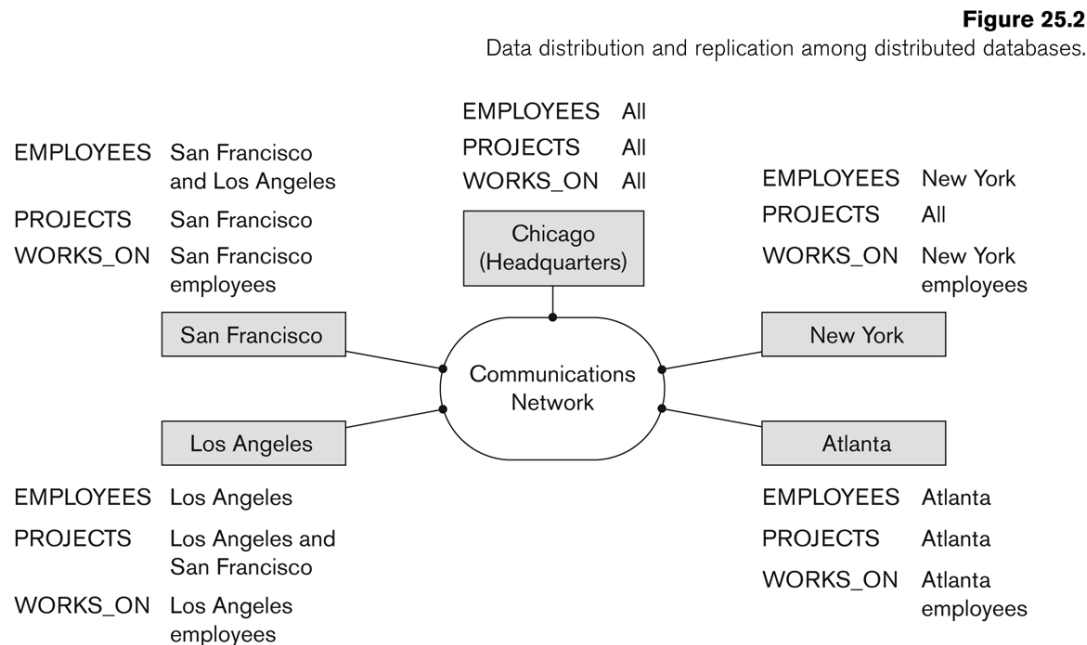 Figure 25.2
Data distribution and replication among distributed databases.
EMPLOYEES All
PROJECTS All
WORKS_ON All
Chicago
(Headquarters)
EMPLOYEES San Francisco
and Los Angeles
PROJECTS San Francisco
WORKS_ON San Francisco
employees
San Francisco
EMPLOYEES New York
PROJECTS All
WORKS_ON New York
employees
New York
Communications
Network
Los Angeles
EMPLOYEES Los Angeles
PROJECTS Los Angeles and
San Francisco
WORKS_ON Los Angeles
employees
Atlanta
EMPLOYEES Atlanta
PROJECTS Atlanta
WORKS_ON Atlanta
employees